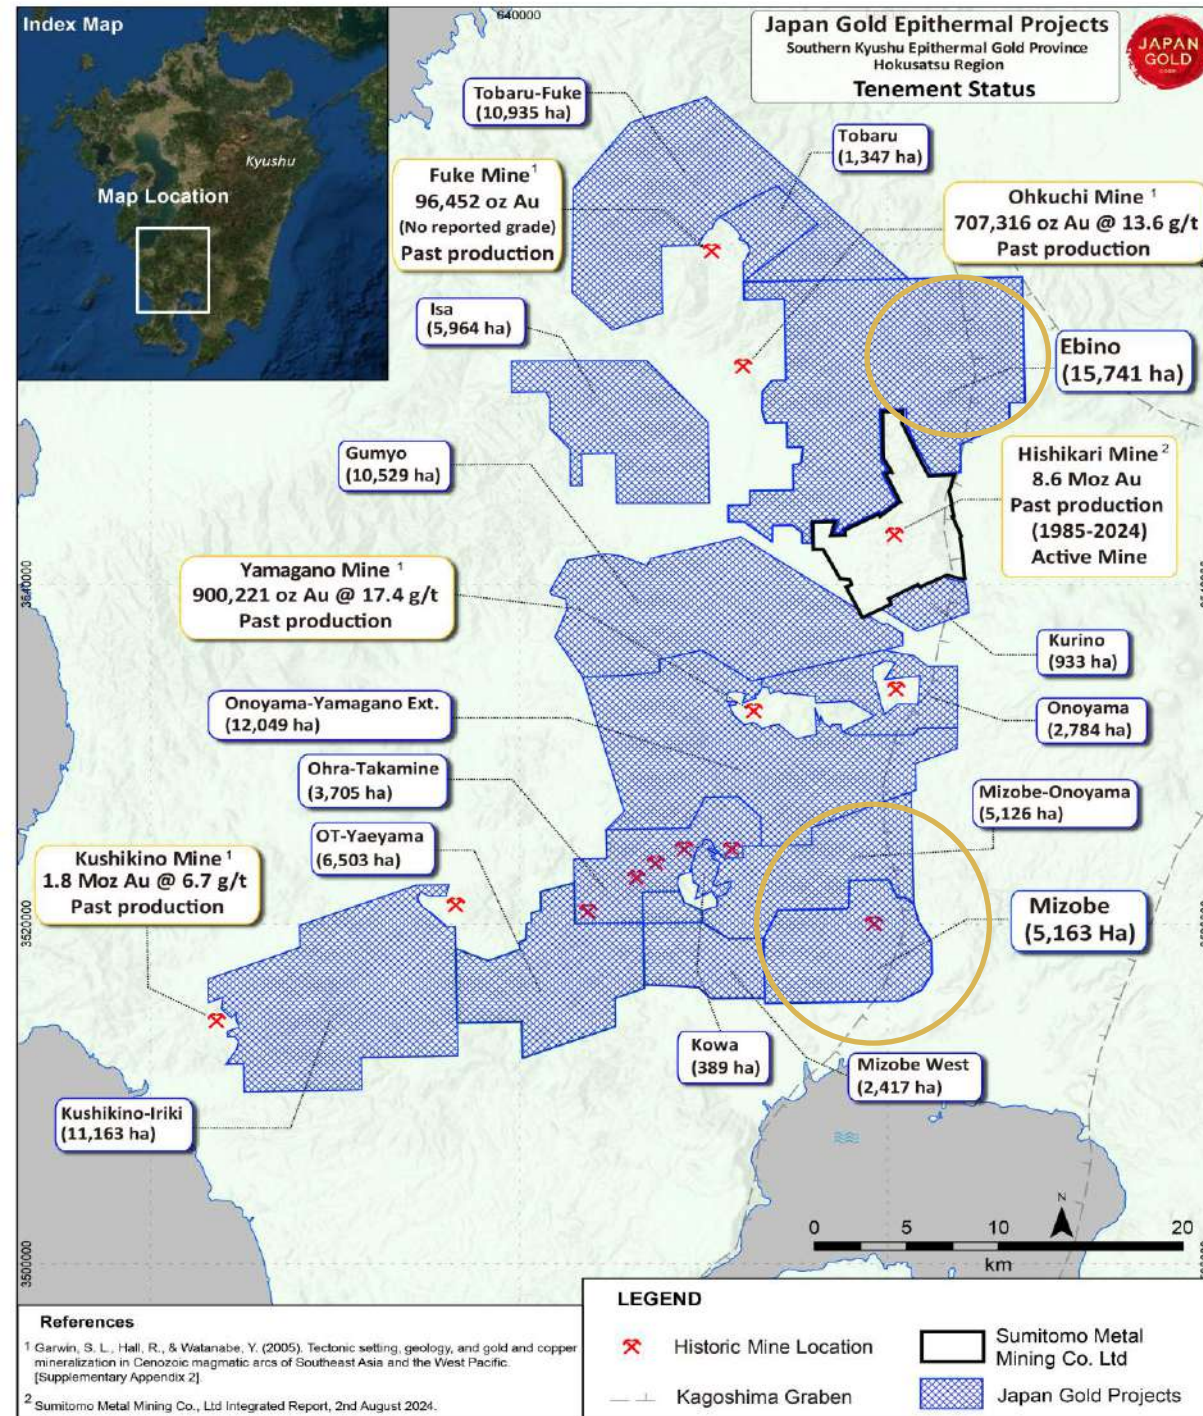 Index Map
Kyushu
Map Location
640000
Japan Gold Epithermal Projects
Southern Kyushu Epithermal Gold Province
Hokusatsu Region
Tenement Status
JAPAN
GOLD
CORP.
Tobaru-Fuke
(10,935 ha)
Tobaru
(1,347 ha)
Fuke Mine 1
96,452 oz Au
(No reported grade)
Past production
Ohkuchi Mine 1
707,316 oz Au @ 13.6 g/t
Past production
Isa
(5,964 ha)
Ebino
(15,741 ha)
Gumyo
(10,529 ha)
Hishikari Mine 2
8.6 Moz Au
Past production
(1985-2024)
Active Mine
Yamagano Mine 1
900,221 oz Au @ 17.4 g/t
Past production
3540000
Kurino
(933 ha)
Onoyama-Yamagano Ext.
(12,049 ha)
Onoyama
(2,784 ha)
Ohra-Takamine
(3,705 ha)
Mizobe-Onoyama
(5,126 ha)
OT-Yaeyama
(6,503 ha)
Kushikino Mine 1
1.8 Moz Au @ 6.7 g/t
Past production
Mizobe
(5,163 Ha)
3520000
Kowa
(389 ha)
Mizobe West
(2,417 ha)
Kushikino-Iriki
(11,163 ha)
N
0 5 10 20
km
3500000
References
1 Garwin, S. L., Hall, R., & Watanabe, Y. (2005). Tectonic setting, geology, and gold and copper
mineralization in Cenozoic magmatic arcs of Southeast Asia and the West Pacific.
[Supplementary Appendix 2].
2 Sumitomo Metal Mining Co., Ltd Integrated Report, 2nd August 2024.
LEGEND
Historic Mine Location
Sumitomo Metal
Mining Co. Ltd
Kagoshima Graben
Japan Gold Projects